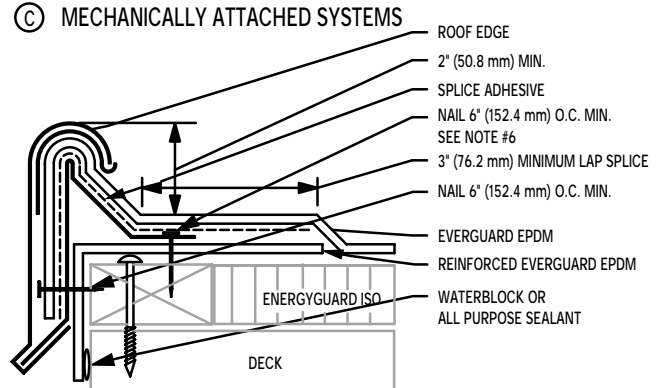 C MECHANICALLY ATTACHED SYSTEMS
ROOF EDGE
2" (50.8 mm) MIN.
SPLICE ADHESIVE
NAIL 6" (152.4 mm) O.C. MIN.
SEE NOTE #6
3" (76.2 mm) MINIMUM LAP SPLICE
NAIL 6" (152.4 mm) O.C. MIN.
EVERGUARD EPDM
REINFORCED EVERGUARD EPDM
WATERBLOCK OR
ALL PURPOSE SEALANT
ENERGYGUARD ISO
DECK